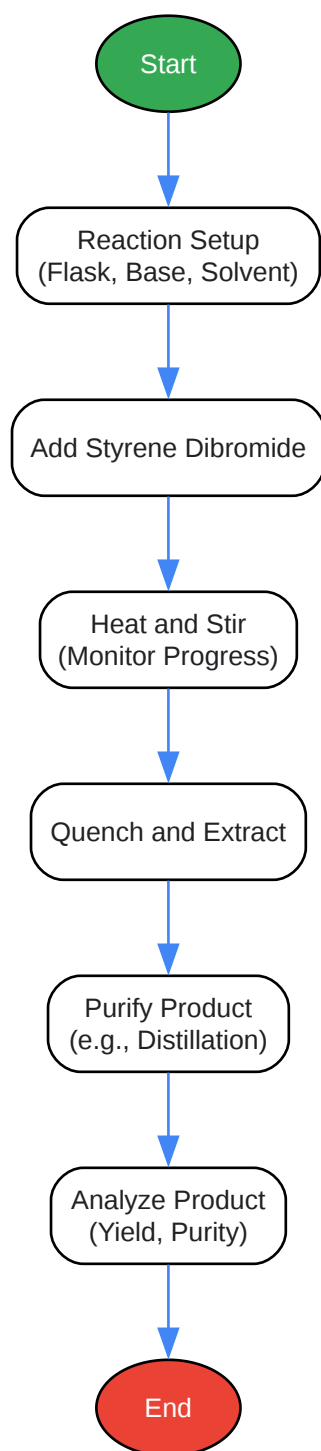 Start
Reaction Setup
(Flask, Base, Solvent)
Add Styrene Dibromide
Heat and Stir
(Monitor Progress)
Quench and Extract
Purify Product
(e.g., Distillation)
Analyze Product
(Yield, Purity)
End